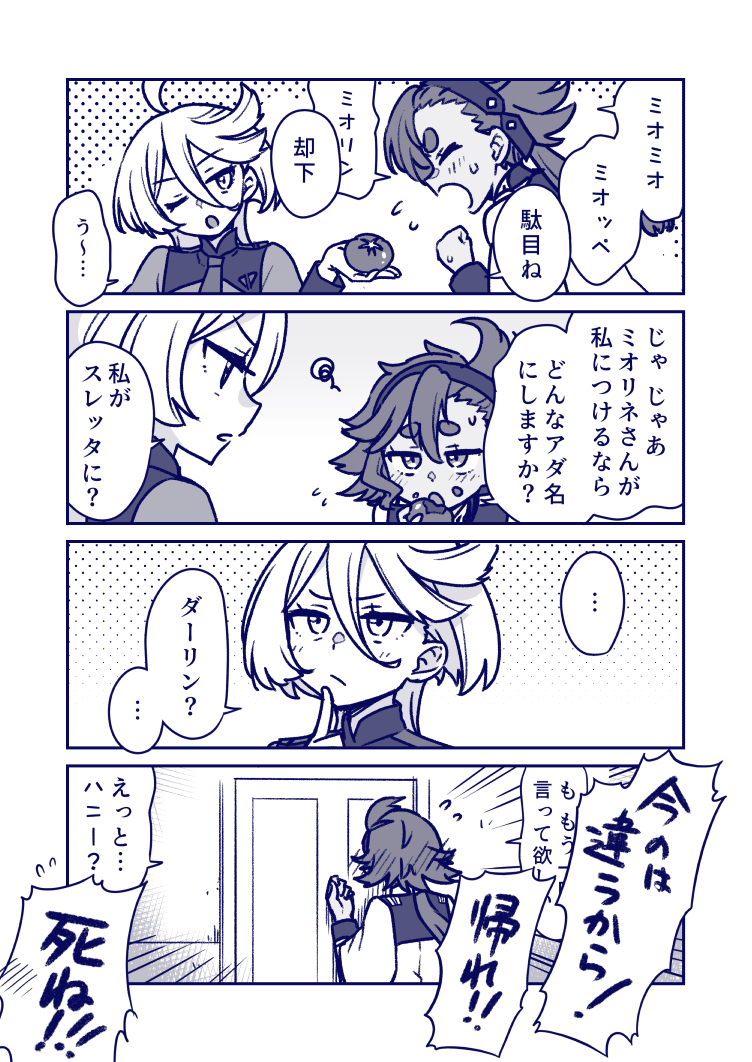 ミオミオ
ミオッペ
駄目ね
ミオリン
却下
う〜…
じゃ じゃあ
ミオリネさんが
私につけるなら
どんなアダ名
にしますか？
私が
スレッタに？
…
ダーリン？
…
今のは
違うから！
も もう
言って欲し
帰れ！！
えっと…
ハニー？
死ね！！！